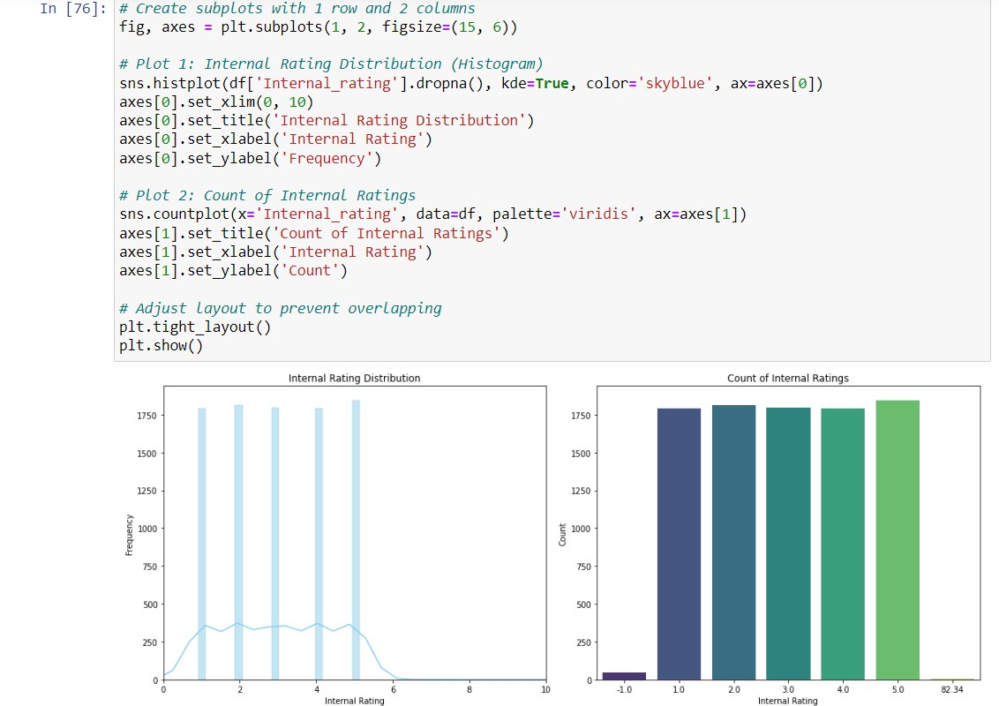 In [76]:
# Create subplots with 1 row and 2 columns
fig, axes = plt.subplots(1, 2, figsize=(15, 6))
# Plot 1: Internal Rating Distribution (Histogram)
sns.histplot(df['Internal_rating'].dropna(), kde=True, color='skyblue', ax=axes[0])
axes[0].set_xlim(0, 10)
axes[0].set_title('Internal Rating Distribution')
axes[0].set_xlabel('Internal Rating')
axes[0].set_ylabel('Frequency')
# Plot 2: Count of Internal Ratings
sns.countplot(x='Internal_rating', data=df, palette='viridis', ax=axes[1])
axes[1].set_title('Count of Internal Ratings')
axes[1].set_xlabel('Internal Rating')
axes[1].set_ylabel('Count')
# Adjust layout to prevent overlapping
plt.tight_layout()
plt.show()
Internal Rating Distribution
1750
1500
1250
1000
750
500
250
0
Frequency
0 2 4 6 8 10
Internal Rating
Count of Internal Ratings
1750
1500
1250
1000
750
500
250
0
Count
-1.0 1.0 2.0 3.0 4.0 5.0 82.34
Internal Rating